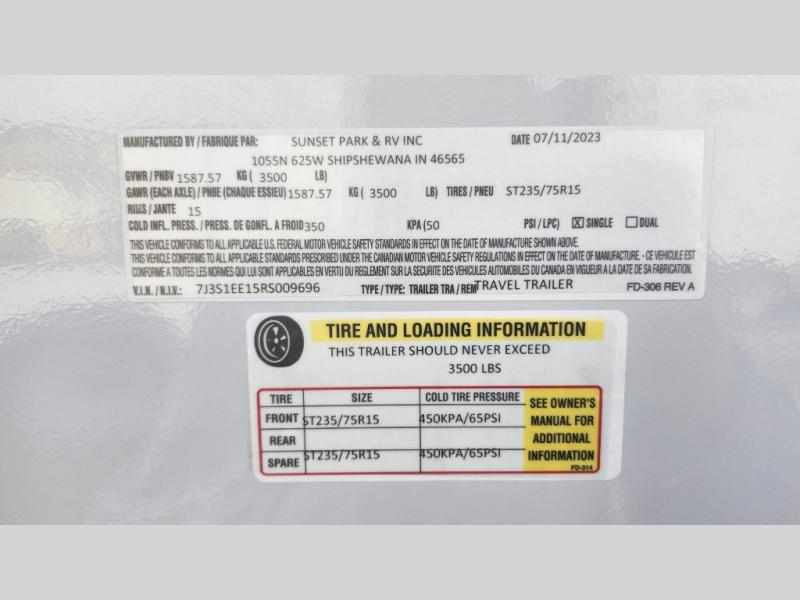 MANUFACTURED BY / FABRIQUE PAR: SUNSET PARK & RV INC DATE 07/11/2023
1055N 625W SHIPSHEWANA IN 46565
GVWR / PNBV 1587.57 KG ( 3500 LB)
GAWR (EACH AXLE) / PNBE (CHAQUE ESSIEU) 1587.57 KG ( 3500 LB) TIRES / PNEU ST235/75R15
RIMS / JANTE 15
COLD INFL. PRESS. / PRESS. DE GONFL. A FROID 350 KPA (50 PSI / LPC) ☒ SINGLE ☐ DUAL
THIS VEHICLE CONFORMS TO ALL APPLICABLE U.S. FEDERAL MOTOR VEHICLE SAFETY STANDARDS IN EFFECT ON THE DATE OF MANUFACTURE SHOWN ABOVE.
THIS VEHICLE CONFORMS TO ALL APPLICABLE STANDARDS PRESCRIBED UNDER THE CANADIAN MOTOR VEHICLE SAFETY REGULATIONS IN EFFECT ON THE DATE OF MANUFACTURE. - CE VEHICULE EST
CONFORME A TOUTES LES NORMES QUI LUI SONT APPLICABLES EN VERTU DU REGLEMENT SUR LA SECURITE DES VEHICULES AUTOMOBILES DU CANADA EN VIGUEUR A LA DATE DE SA FABRICATION.
V.I.N. / N.I.V.: 7J3S1EE15RS009696 TYPE / TYPE: TRAILER TRA / REM TRAVEL TRAILER FD-306 REV A
TIRE AND LOADING INFORMATION
THIS TRAILER SHOULD NEVER EXCEED
3500 LBS
TIRE SIZE COLD TIRE PRESSURE
FRONT ST235/75R15 450KPA/65PSI
REAR
SPARE ST235/75R15 450KPA/65PSI
SEE OWNER'S
MANUAL FOR
ADDITIONAL
INFORMATION
FD-314